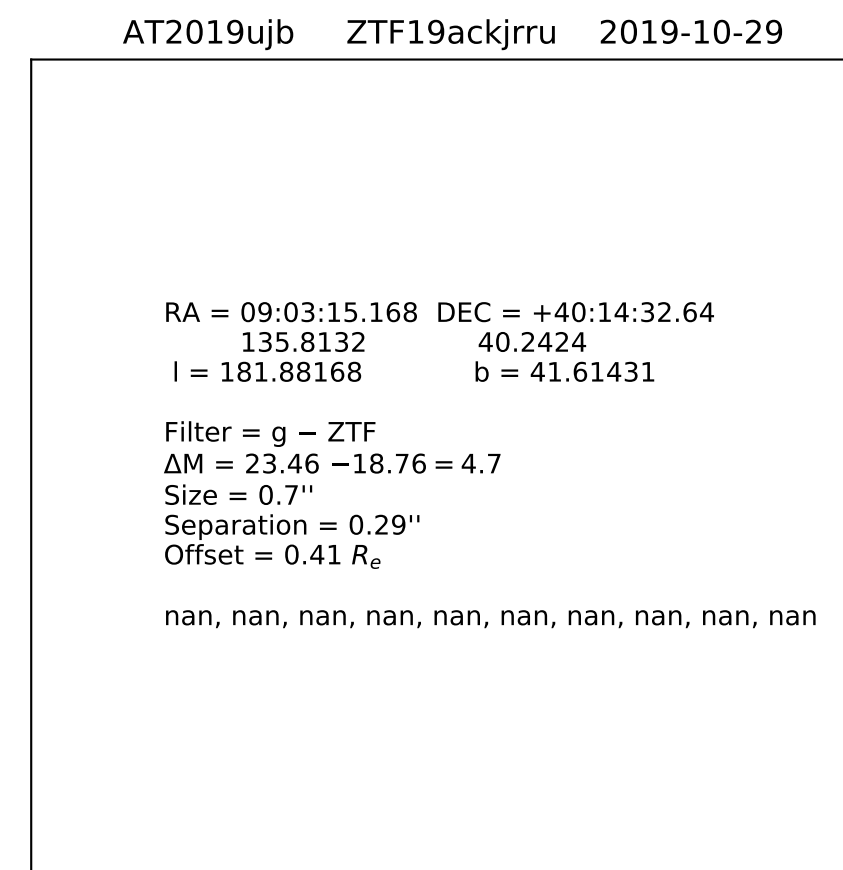 AT2019ujb ZTF19ackjrru 2019-10-29
RA = 09:03:15.168 DEC = +40:14:32.64
135.8132 40.2424
l = 181.88168 b = 41.61431
Filter = g − ZTF
ΔM = 23.46 −18.76 = 4.7
Size = 0.7''
Separation = 0.29''
Offset = 0.41 Rₑ
nan, nan, nan, nan, nan, nan, nan, nan, nan, nan